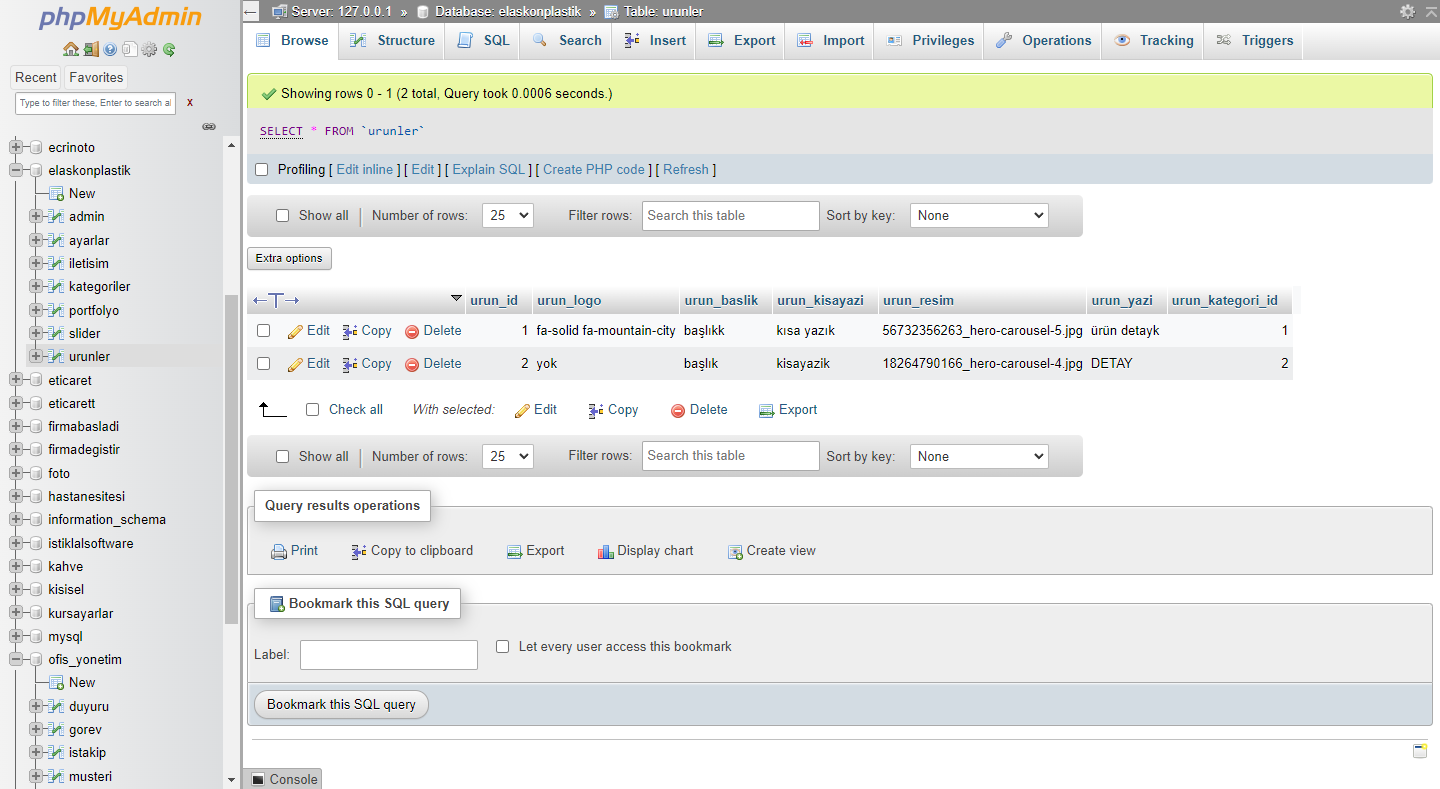 phpMyAdmin
Recent Favorites
Type to filter these, Enter to search al X
ecrinoto
elaskonplastik
New
admin
ayarlar
iletisim
kategoriler
portfolyo
slider
urunler
eticaret
eticarett
firmabasladi
firmadegistir
foto
hastanesitesi
information_schema
istiklalsoftware
kahve
kisisel
kursayarlar
mysql
ofis_yonetim
New
duyuru
gorev
istakip
musteri
Server: 127.0.0.1 » Database: elaskonplastik » Table: urunler
Browse Structure SQL Search Insert Export Import Privileges Operations Tracking Triggers
Showing rows 0 - 1 (2 total, Query took 0.0006 seconds.)
SELECT * FROM `urunler`
Profiling [ Edit inline ] [ Edit ] [ Explain SQL ] [ Create PHP code ] [ Refresh ]
Show all Number of rows: 25 Filter rows: Search this table Sort by key: None
Extra options
←T→ urun_id urun_logo urun_baslik urun_kisayazi urun_resim urun_yazi urun_kategori_id
Edit Copy Delete 1 fa-solid fa-mountain-city başlıkk kısa yazık 56732356263_hero-carousel-5.jpg ürün detayk 1
Edit Copy Delete 2 yok başlık kisayazik 18264790166_hero-carousel-4.jpg DETAY 2
Check all With selected: Edit Copy Delete Export
Show all Number of rows: 25 Filter rows: Search this table Sort by key: None
Query results operations
Print Copy to clipboard Export Display chart Create view
Bookmark this SQL query
Label: Let every user access this bookmark
Bookmark this SQL query
Console